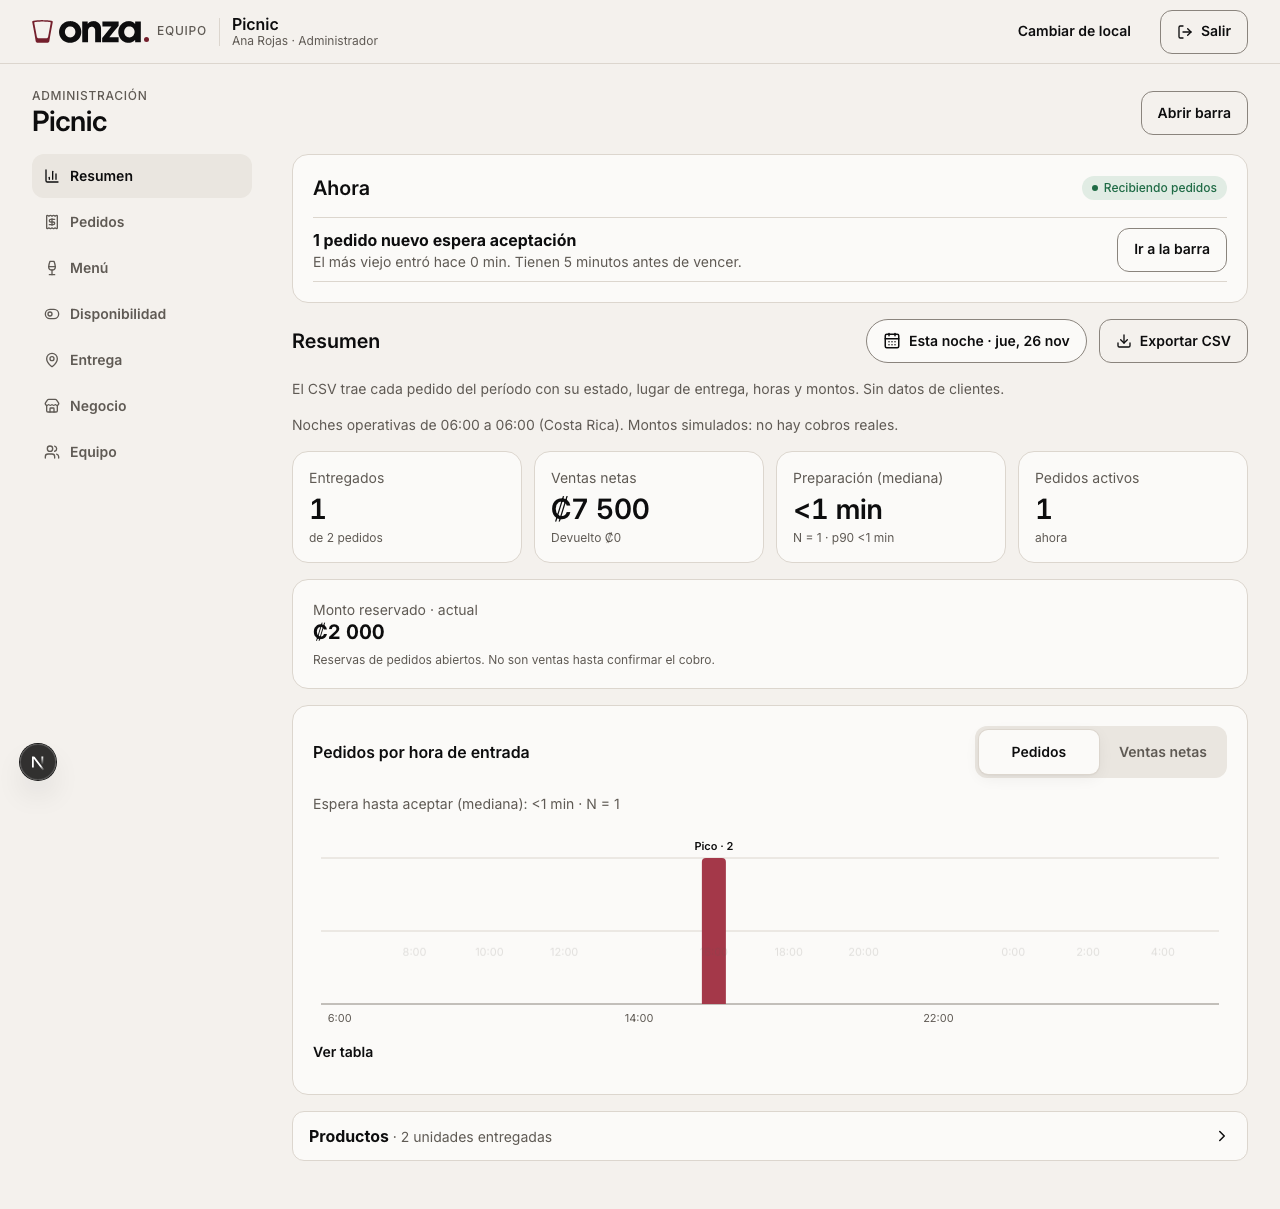 onza. EQUIPO
Picnic
Ana Rojas · Administrador
Cambiar de local
Salir
ADMINISTRACIÓN
Picnic
Abrir barra
Resumen
Pedidos
Menú
Disponibilidad
Entrega
Negocio
Equipo
Ahora
Recibiendo pedidos
1 pedido nuevo espera aceptación
El más viejo entró hace 0 min. Tienen 5 minutos antes de vencer.
Ir a la barra
Resumen
Esta noche · jue, 26 nov
Exportar CSV
El CSV trae cada pedido del período con su estado, lugar de entrega, horas y montos. Sin datos de clientes.
Noches operativas de 06:00 a 06:00 (Costa Rica). Montos simulados: no hay cobros reales.
Entregados
1
de 2 pedidos
Ventas netas
₡7 500
Devuelto ₡0
Preparación (mediana)
<1 min
N = 1 · p90 <1 min
Pedidos activos
1
ahora
Monto reservado · actual
₡2 000
Reservas de pedidos abiertos. No son ventas hasta confirmar el cobro.
Pedidos por hora de entrada
Pedidos
Ventas netas
Espera hasta aceptar (mediana): <1 min · N = 1
Pico · 2
8:00 10:00 12:00 18:00 20:00 0:00 2:00 4:00
6:00 14:00 22:00
Ver tabla
Productos · 2 unidades entregadas
N